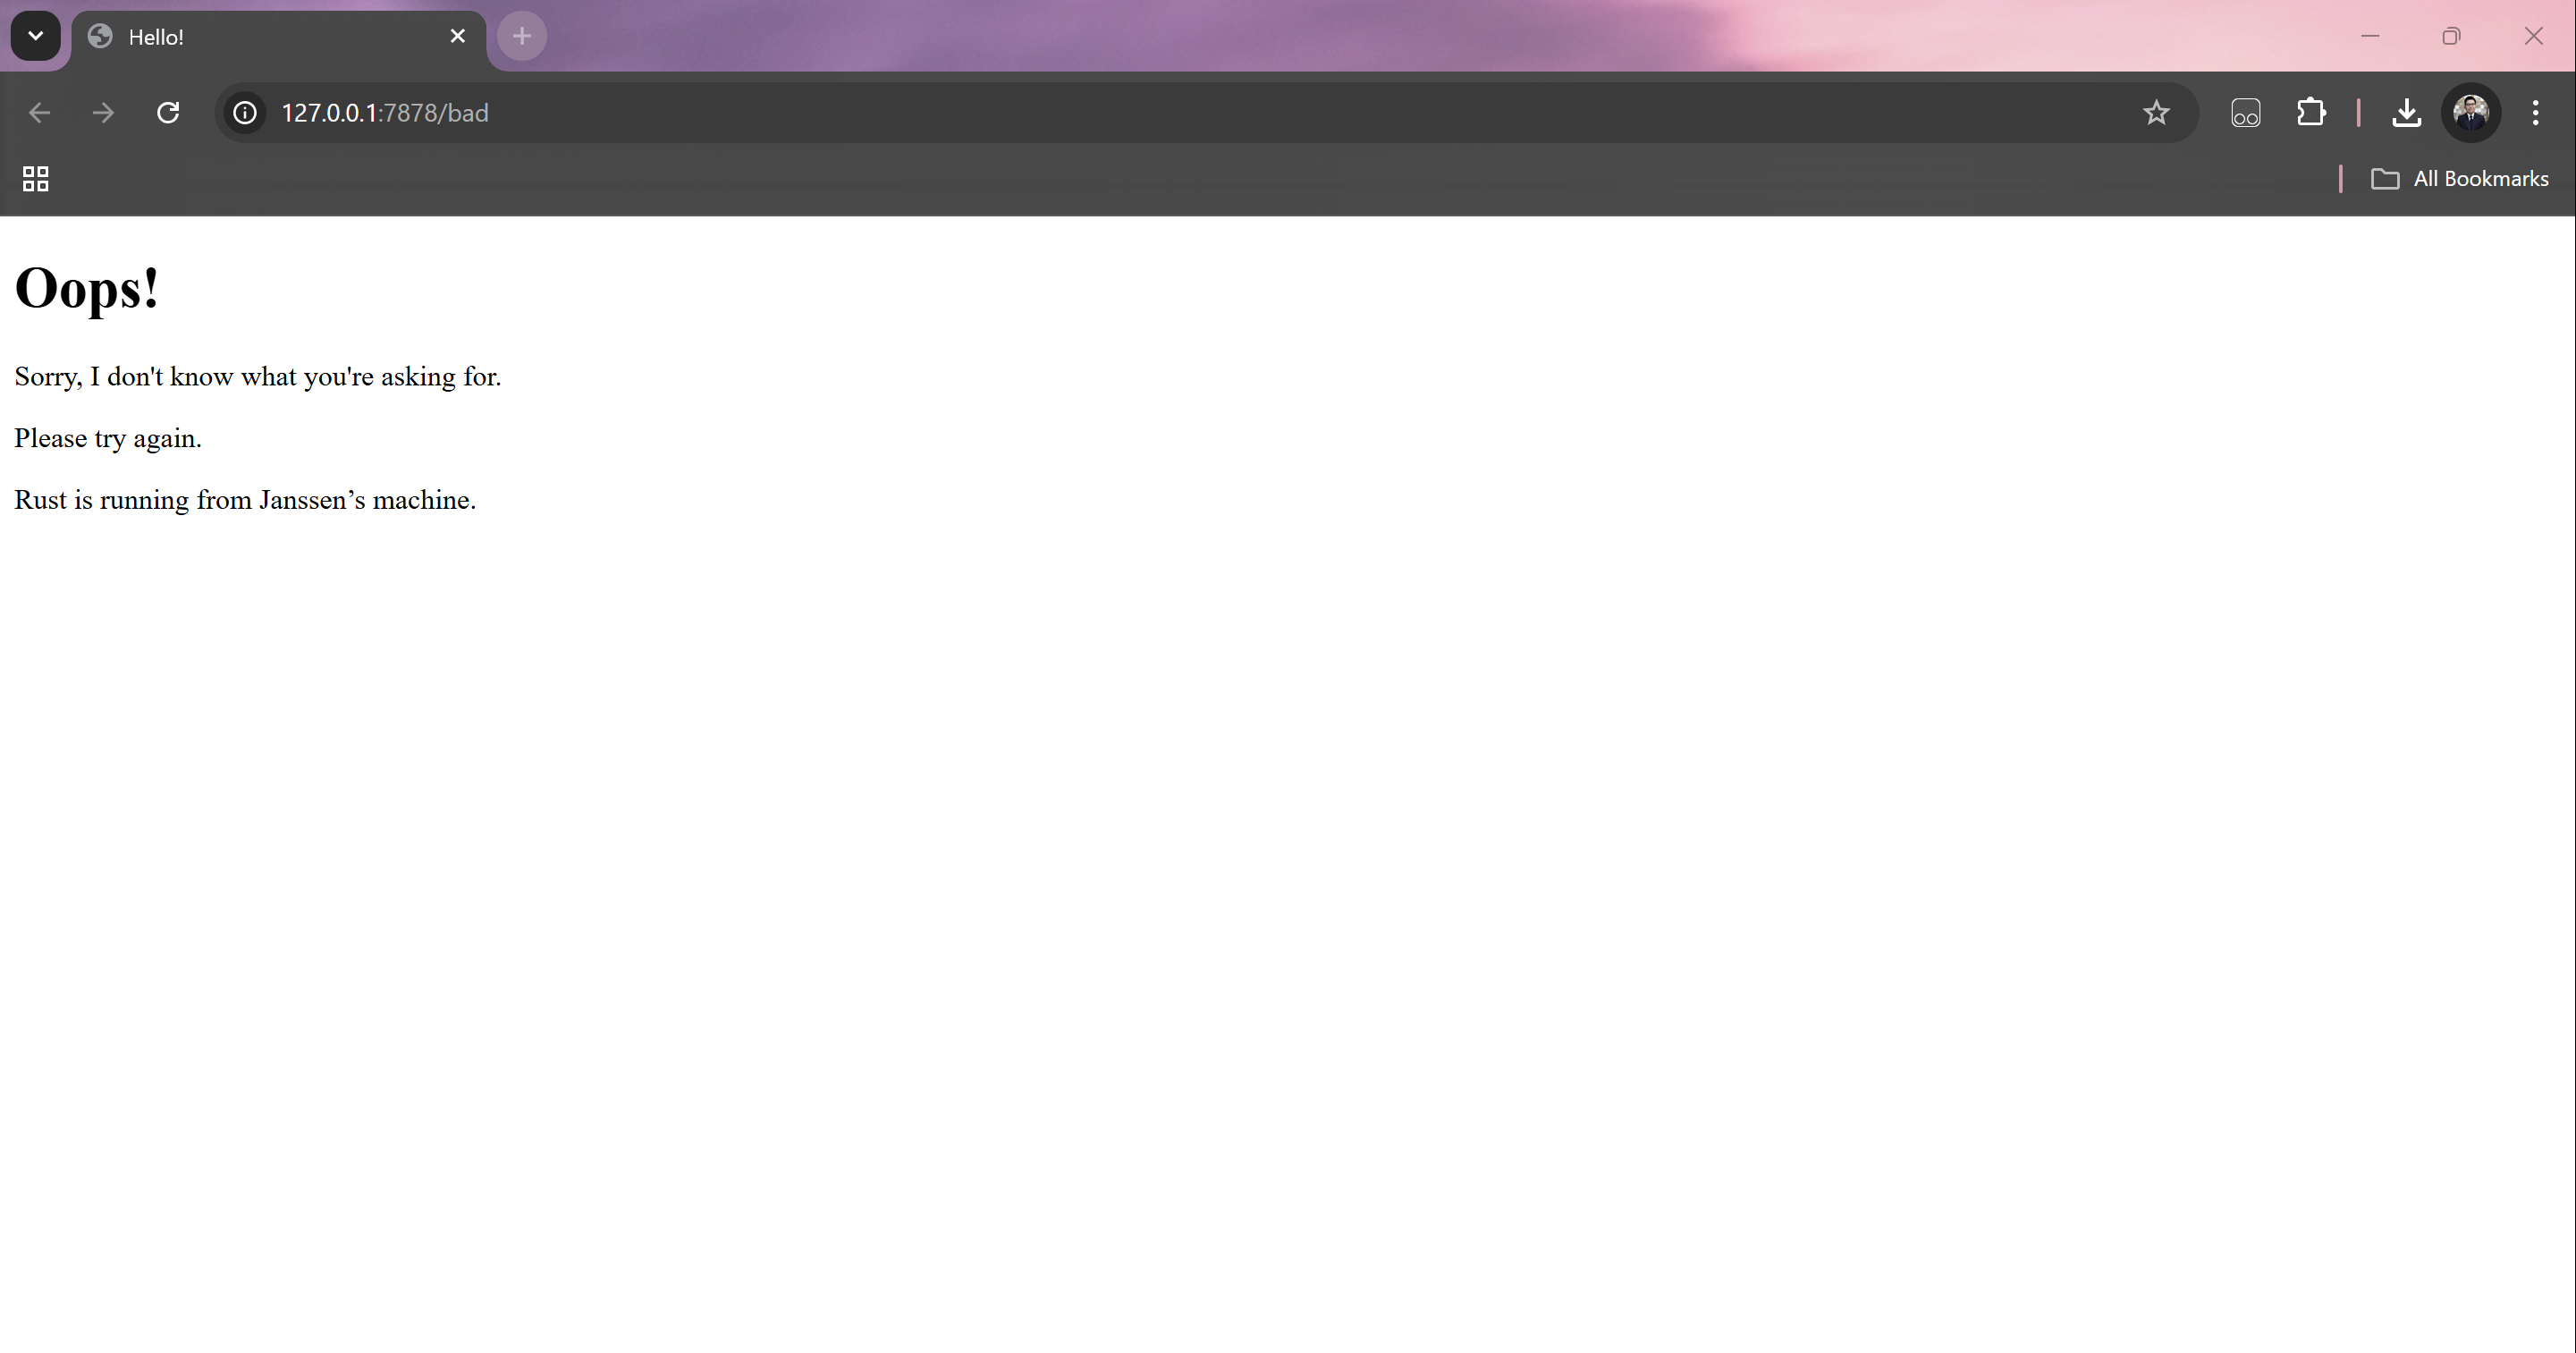 Hello!
127.0.0.1:7878/bad
All Bookmarks
Oops!
Sorry, I don't know what you're asking for.
Please try again.
Rust is running from Janssen’s machine.